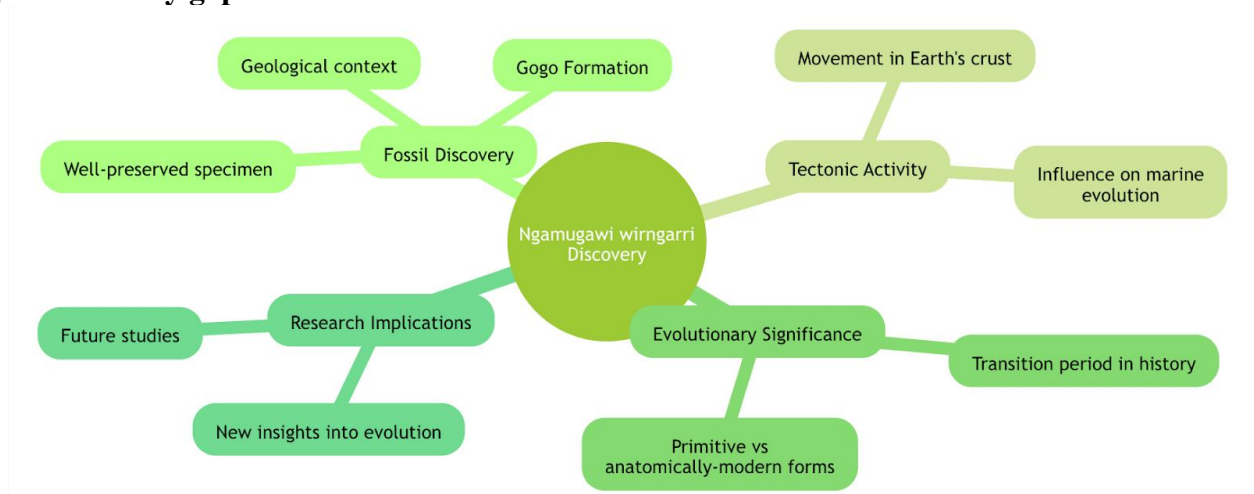 Geological context
Gogo Formation
Movement in Earth's crust
Well-preserved specimen
Fossil Discovery
Tectonic Activity
Influence on marine
evolution
Ngamugawi wirngarri
Discovery
Future studies
Research Implications
Evolutionary Significance
Transition period in history
New insights into evolution
Primitive vs
anatomically-modern forms